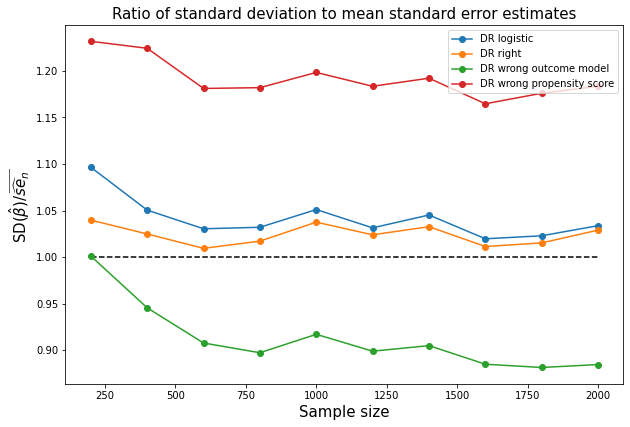 Ratio of standard deviation to mean standard error estimates
DR logistic
DR right
DR wrong outcome model
DR wrong propensity score
SD(β̂)/\overline{\widehat{se}_n}
1.20
1.15
1.10
1.05
1.00
0.95
0.90
250 500 750 1000 1250 1500 1750 2000
Sample size